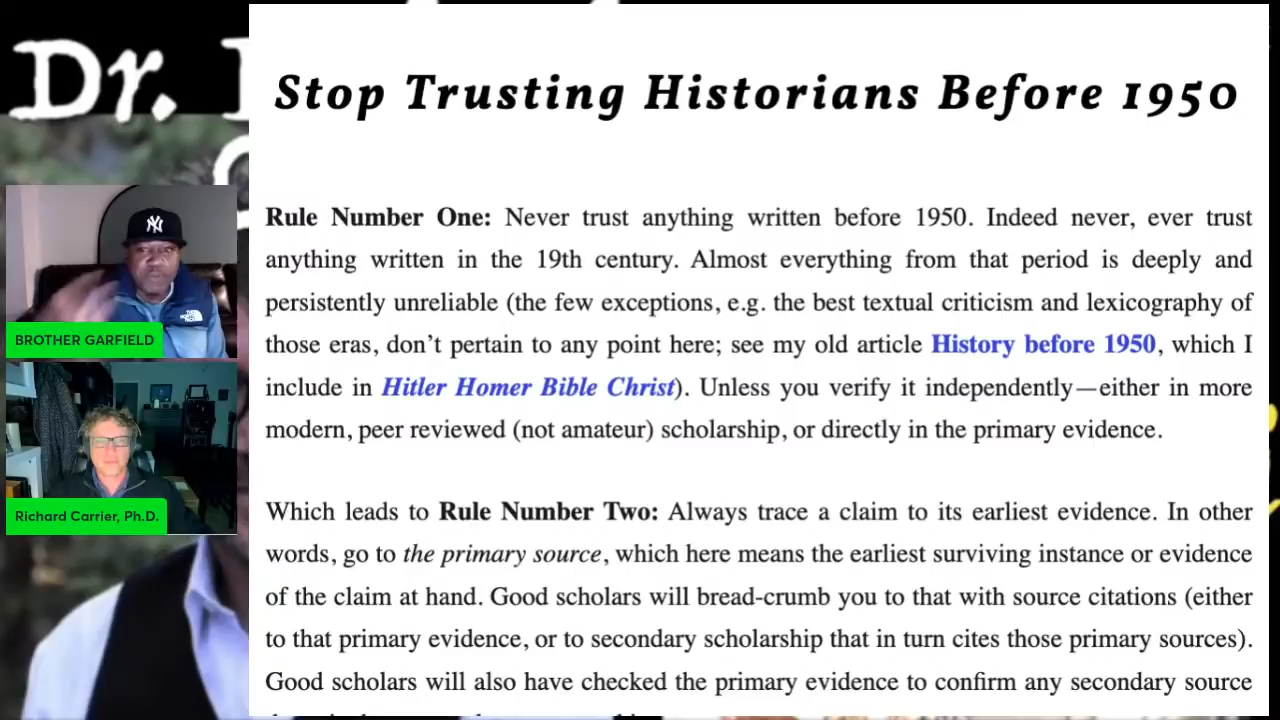 Dr.
Stop Trusting Historians Before 1950
Rule Number One: Never trust anything written before 1950. Indeed never, ever trust
anything written in the 19th century. Almost everything from that period is deeply and
persistently unreliable (the few exceptions, e.g. the best textual criticism and lexicography of
those eras, don’t pertain to any point here; see my old article History before 1950, which I
include in Hitler Homer Bible Christ). Unless you verify it independently—either in more
modern, peer reviewed (not amateur) scholarship, or directly in the primary evidence.
Which leads to Rule Number Two: Always trace a claim to its earliest evidence. In other
words, go to the primary source, which here means the earliest surviving instance or evidence
of the claim at hand. Good scholars will bread-crumb you to that with source citations (either
to that primary evidence, or to secondary scholarship that in turn cites those primary sources).
Good scholars will also have checked the primary evidence to confirm any secondary source
NY
THE NORTH FACE
BROTHER GARFIELD
Richard Carrier, Ph.D.